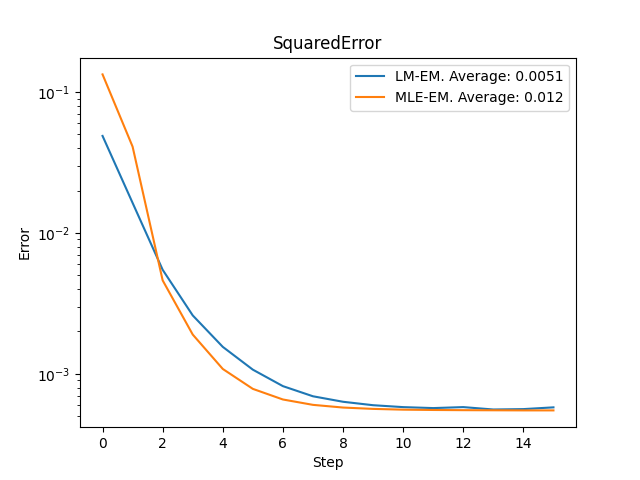 SquaredError
LM-EM. Average: 0.0051
MLE-EM. Average: 0.012
10⁻¹
10⁻²
10⁻³
Error
0 2 4 6 8 10 12 14
Step